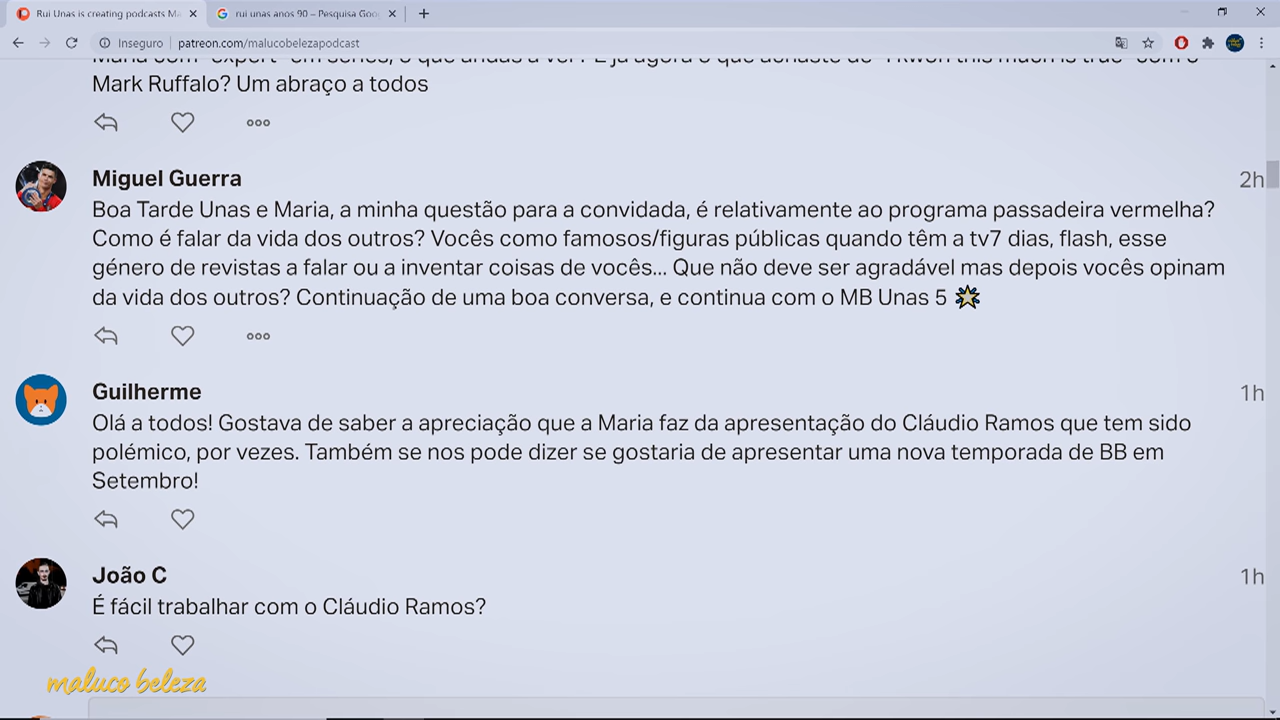 Rui Unas is creating podcasts Ma
rui unas anos 90 – Pesquisa Goo
Inseguro
patreon.com/malucobelezapodcast
Mark Ruffalo? Um abraço a todos
Miguel Guerra
2h
Boa Tarde Unas e Maria, a minha questão para a convidada, é relativamente ao programa passadeira vermelha?
Como é falar da vida dos outros? Vocês como famosos/figuras públicas quando têm a tv7 dias, flash, esse
género de revistas a falar ou a inventar coisas de vocês... Que não deve ser agradável mas depois vocês opinam
da vida dos outros? Continuação de uma boa conversa, e continua com o MB Unas 5 🌟
Guilherme
1h
Olá a todos! Gostava de saber a apreciação que a Maria faz da apresentação do Cláudio Ramos que tem sido
polémico, por vezes. Também se nos pode dizer se gostaria de apresentar uma nova temporada de BB em
Setembro!
João C
1h
É fácil trabalhar com o Cláudio Ramos?
maluco beleza